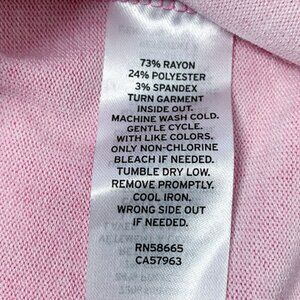 73% RAYON
24% POLYESTER
3% SPANDEX
TURN GARMENT
INSIDE OUT.
MACHINE WASH COLD.
GENTLE CYCLE.
WITH LIKE COLORS.
ONLY NON-CHLORINE
BLEACH IF NEEDED.
TUMBLE DRY LOW.
REMOVE PROMPTLY.
COOL IRON.
WRONG SIDE OUT
IF NEEDED.
RN58665
CA57963